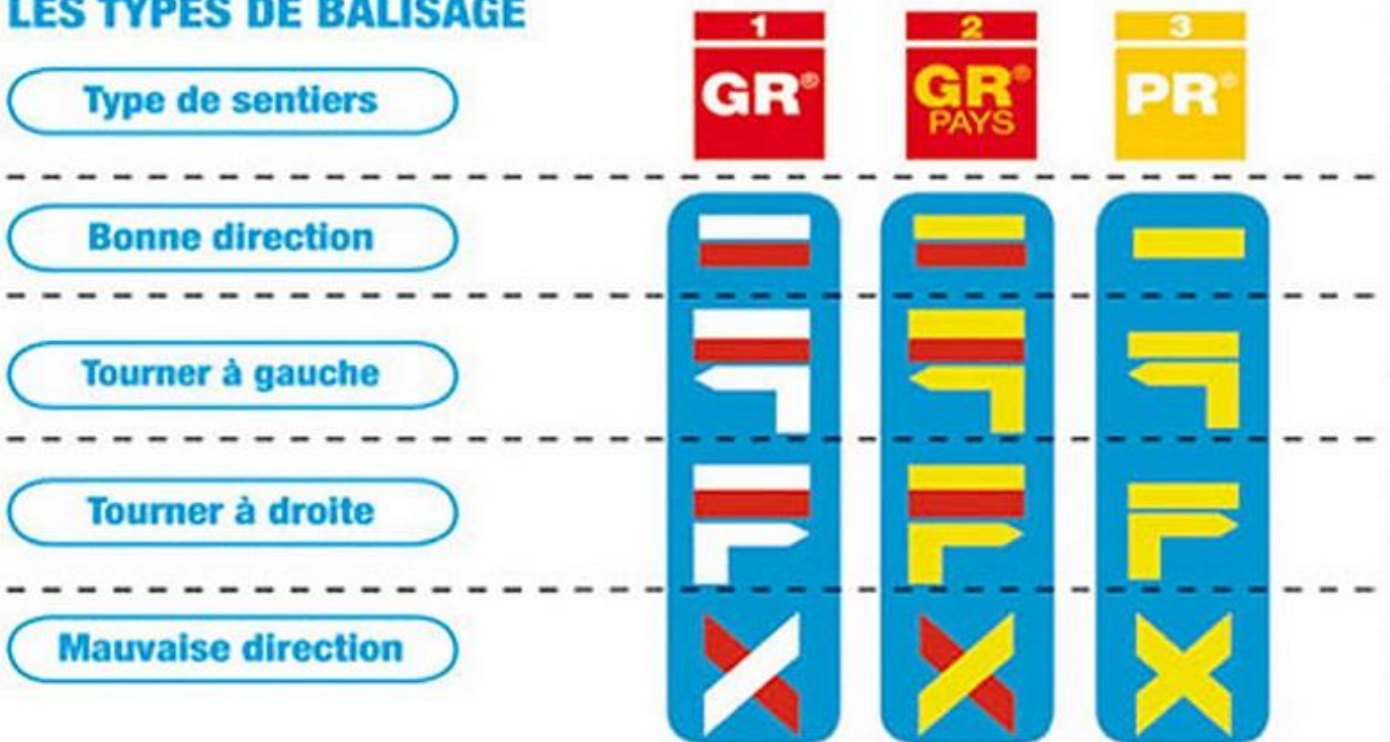 LES TYPES DE BALISAGE
1 2 3
Type de sentiers
GR® GR® PAYS PR®
Bonne direction
Tourner à gauche
Tourner à droite
Mauvaise direction